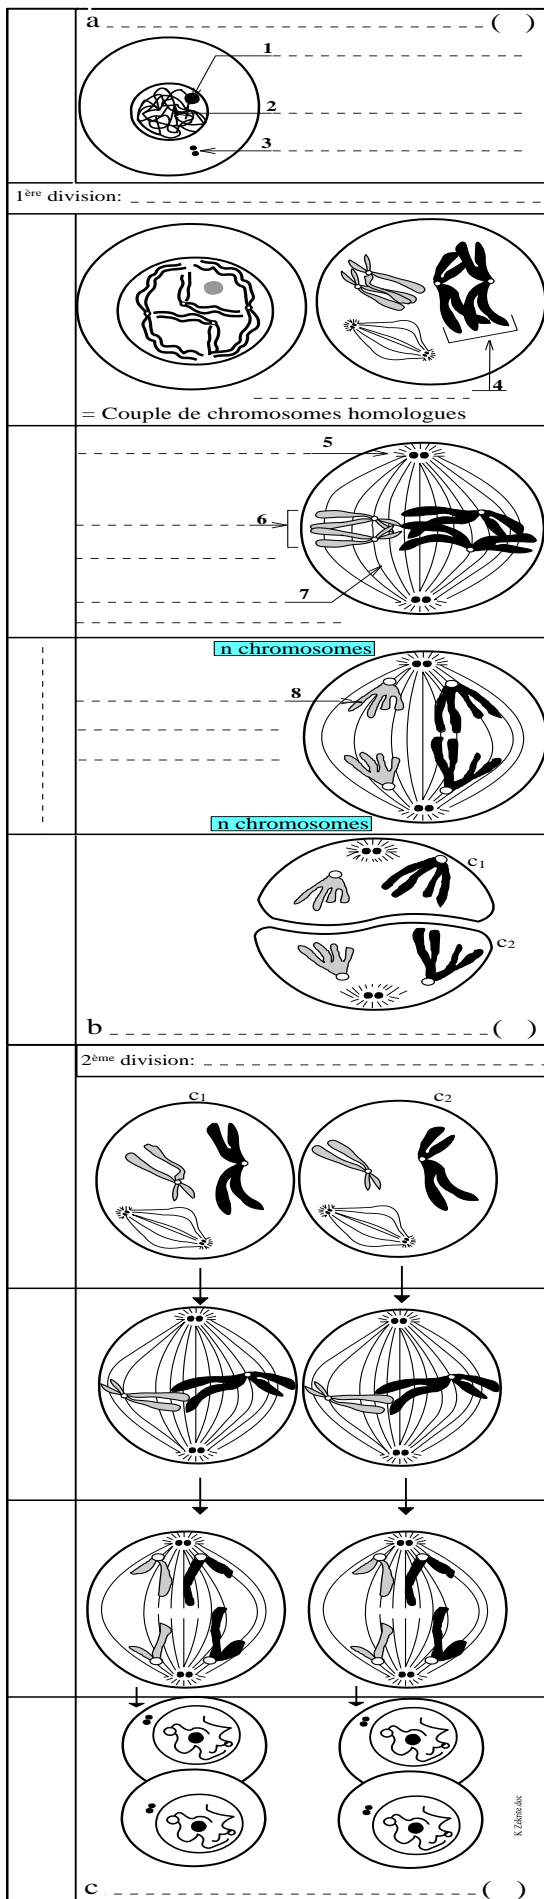 a ( )
1
2
3
1ère division:
4
= Couple de chromosomes homologues
5
6
7
n chromosomes
8
n chromosomes
c1
c2
b ( )
2ème division:
c1 c2
K Zekrite.doc
c ( )